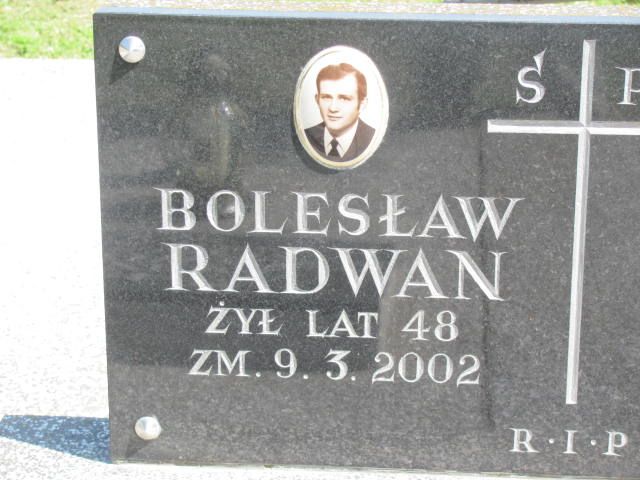 Ś P
BOLESŁAW
RADWAN
ŻYŁ LAT 48
ZM. 9. 3. 2002
R·I·P